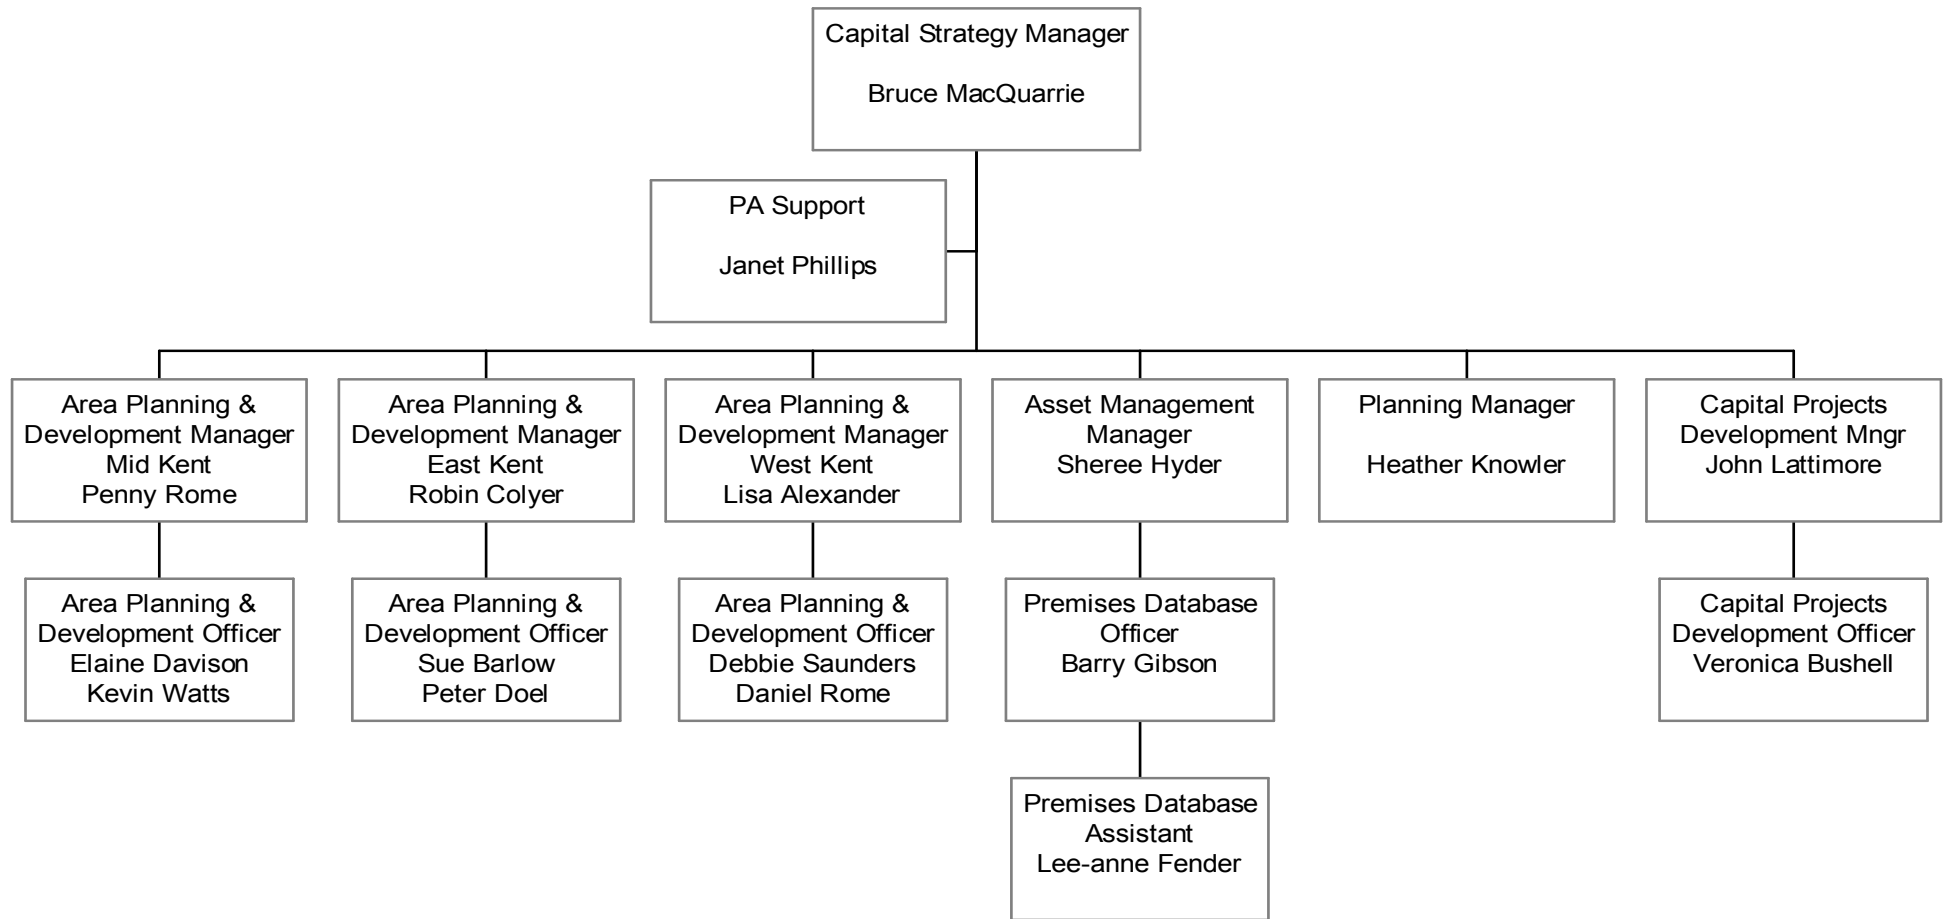 Capital Strategy Manager
Bruce MacQuarrie
PA Support
Janet Phillips
Area Planning &
Development Manager
Mid Kent
Penny Rome
Area Planning &
Development Manager
East Kent
Robin Colyer
Area Planning &
Development Manager
West Kent
Lisa Alexander
Asset Management
Manager
Sheree Hyder
Planning Manager
Heather Knowler
Capital Projects
Development Mngr
John Lattimore
Area Planning &
Development Officer
Elaine Davison
Kevin Watts
Area Planning &
Development Officer
Sue Barlow
Peter Doel
Area Planning &
Development Officer
Debbie Saunders
Daniel Rome
Premises Database
Officer
Barry Gibson
Capital Projects
Development Officer
Veronica Bushell
Premises Database
Assistant
Lee-anne Fender